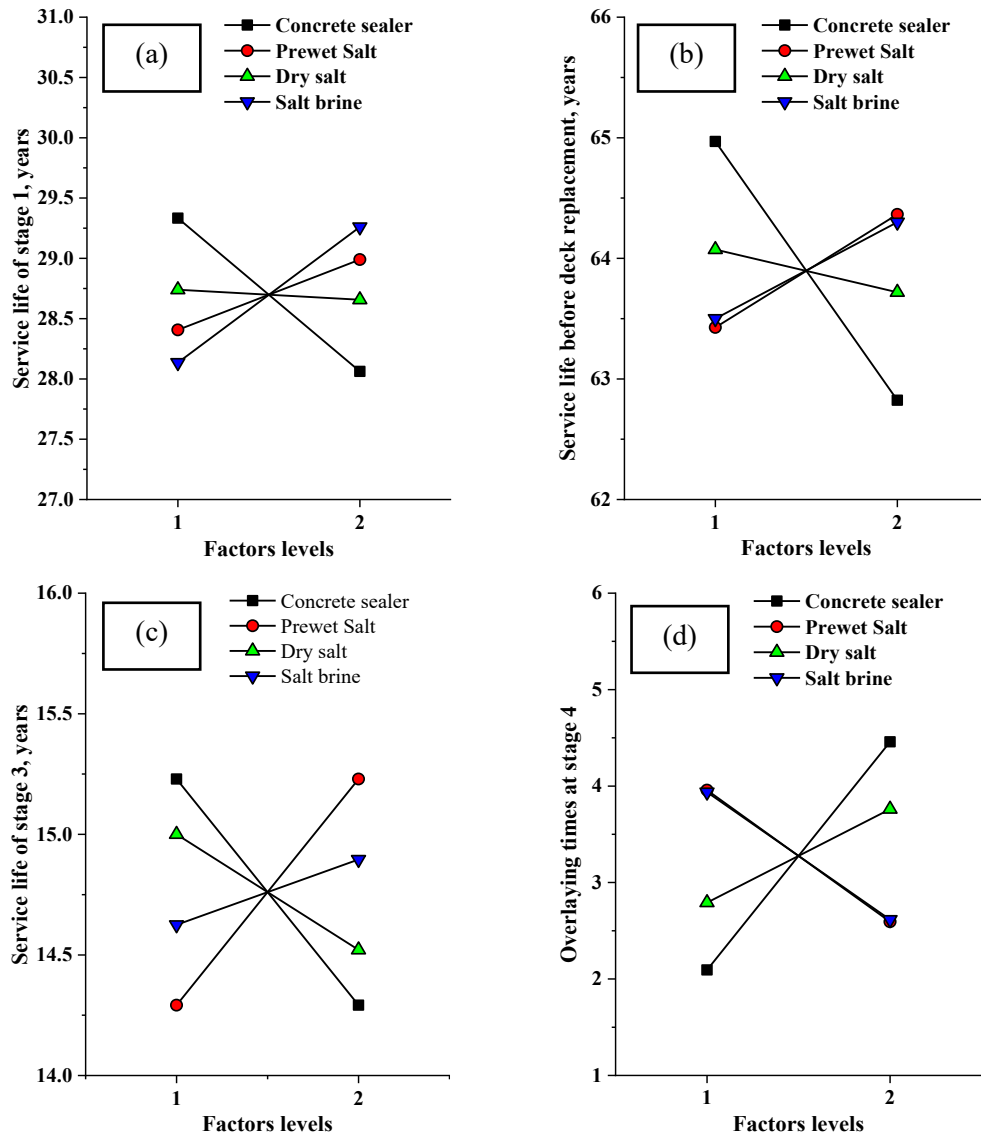 (a)
Concrete sealer
Prewet Salt
Dry salt
Salt brine
Service life of stage 1, years
31.0
30.5
30.0
29.5
29.0
28.5
28.0
27.5
27.0
1
2
Factors levels
(b)
Concrete sealer
Prewet Salt
Dry salt
Salt brine
Service life before deck replacement, years
66
65
64
63
62
1
2
Factors levels
(c)
Concrete sealer
Prewet Salt
Dry salt
Salt brine
Service life of stage 3, years
16.0
15.5
15.0
14.5
14.0
1
2
Factors levels
(d)
Concrete sealer
Prewet Salt
Dry salt
Salt brine
Overlaying times at stage 4
6
5
4
3
2
1
1
2
Factors levels